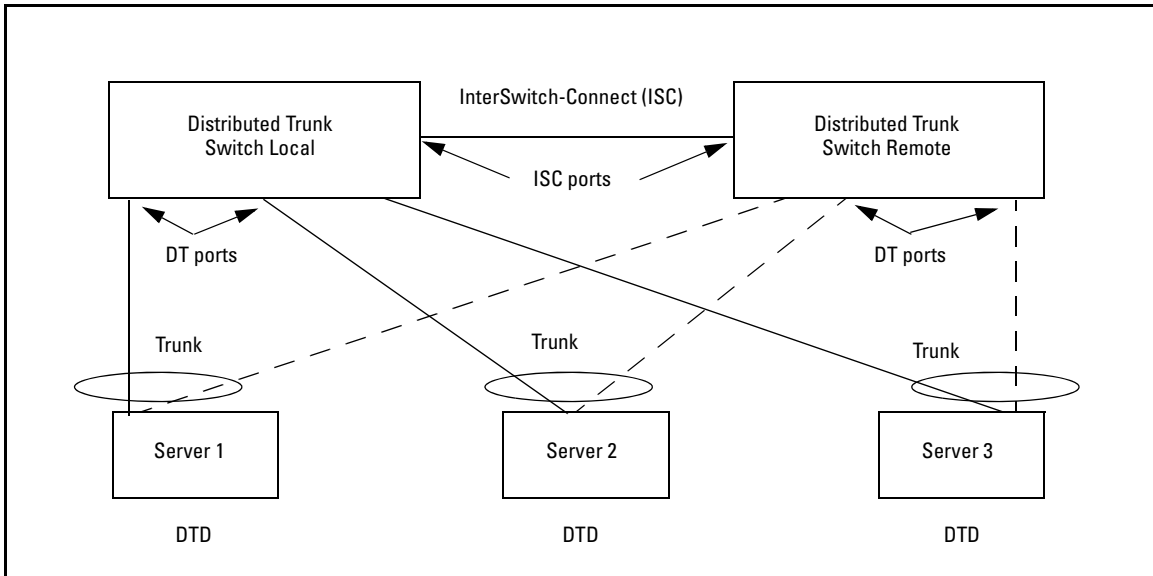 InterSwitch-Connect (ISC)
Distributed Trunk
Switch Local
Distributed Trunk
Switch Remote
ISC ports
DT ports
DT ports
Trunk
Trunk
Trunk
Server 1
Server 2
Server 3
DTD
DTD
DTD